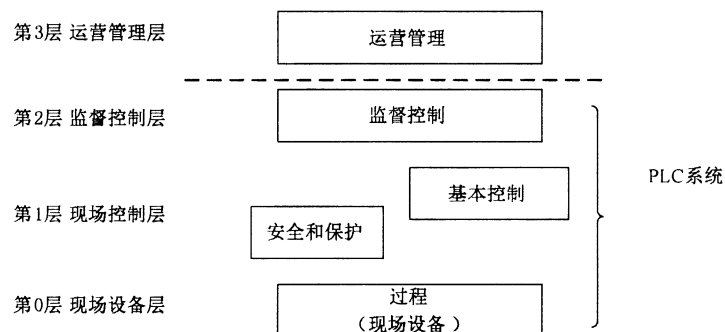 第3层 运营管理层
运营管理
第2层 监督控制层
监督控制
PLC系统
基本控制
第1层 现场控制层
安全和保护
第0层 现场设备层
过程
（现场设备）